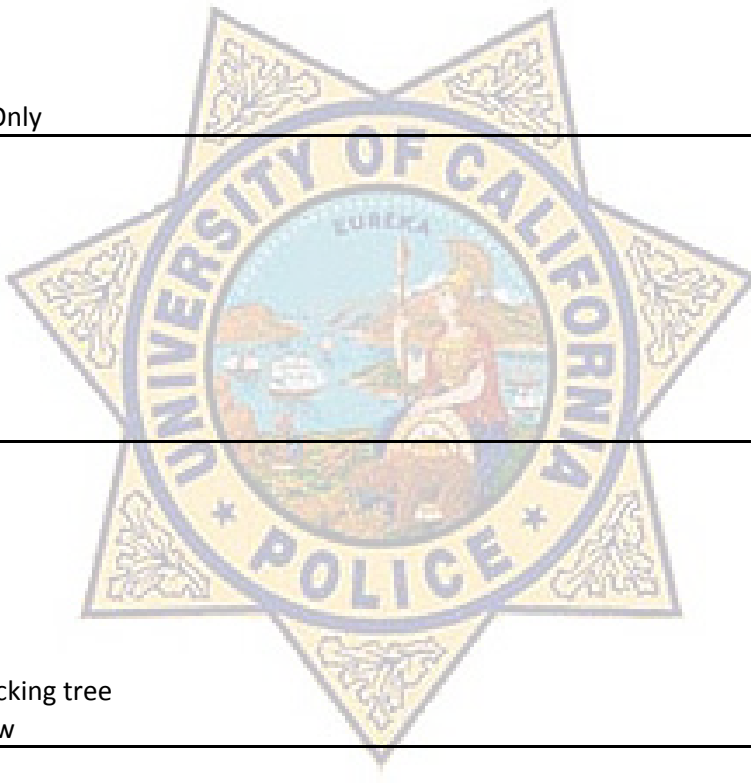 Only
UNIVERSITY OF CALIFORNIA
EUREKA
POLICE
cking tree
w